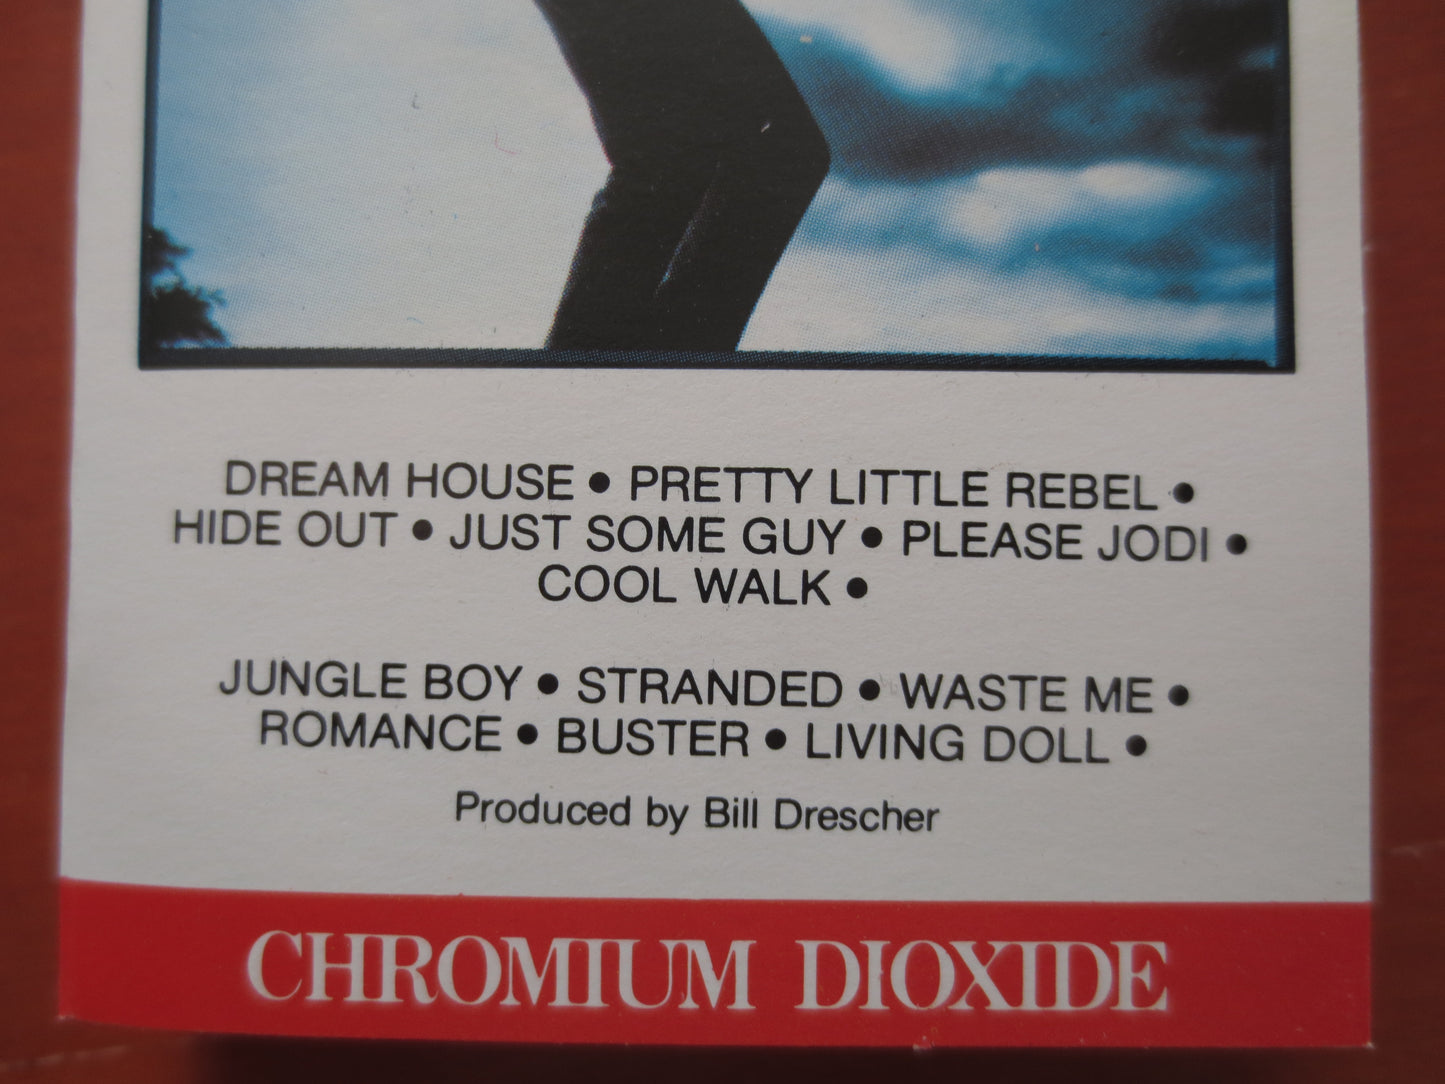 DREAM HOUSE • PRETTY LITTLE REBEL •
HIDE OUT • JUST SOME GUY • PLEASE JODI •
COOL WALK •
JUNGLE BOY • STRANDED • WASTE ME •
ROMANCE • BUSTER • LIVING DOLL •
Produced by Bill Drescher
CHROMIUM DIOXIDE